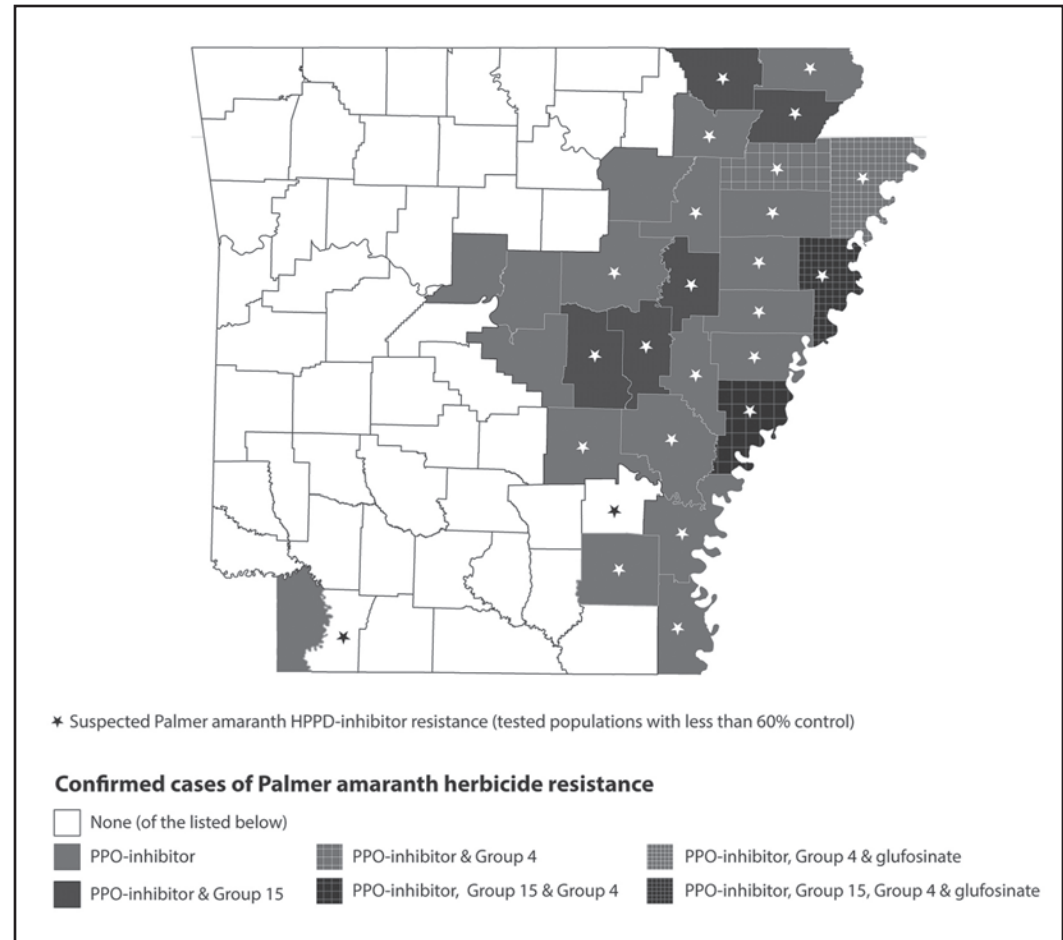 ★ Suspected Palmer amaranth HPPD-inhibitor resistance (tested populations with less than 60% control)
Confirmed cases of Palmer amaranth herbicide resistance
None (of the listed below)
PPO-inhibitor
PPO-inhibitor & Group 4
PPO-inhibitor, Group 4 & glufosinate
PPO-inhibitor & Group 15
PPO-inhibitor, Group 15 & Group 4
PPO-inhibitor, Group 15, Group 4 & glufosinate